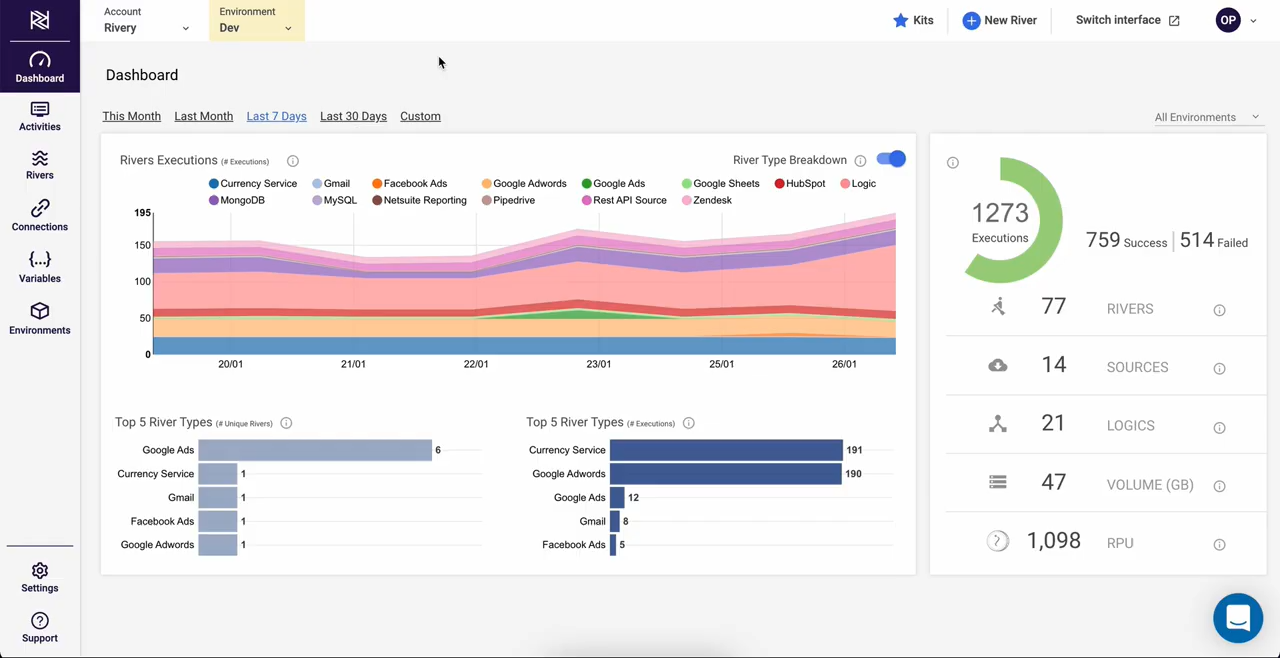 Account
Rivery
Environment
Dev
Kits
New River
Switch interface
OP
Dashboard
Activities
Rivers
Connections
Variables
Environments
Settings
Support
Dashboard
This Month
Last Month
Last 7 Days
Last 30 Days
Custom
All Environments
Rivers Executions (# Executions)
River Type Breakdown
Currency Service
Gmail
Facebook Ads
Google Adwords
Google Ads
Google Sheets
HubSpot
Logic
MongoDB
MySQL
Netsuite Reporting
Pipedrive
Rest API Source
Zendesk
195
150
100
50
0
20/01
21/01
22/01
23/01
25/01
26/01
Top 5 River Types (# Unique Rivers)
Google Ads 6
Currency Service 1
Gmail 1
Facebook Ads 1
Google Adwords 1
Top 5 River Types (# Executions)
Currency Service 191
Google Adwords 190
Google Ads 12
Gmail 8
Facebook Ads 5
1273
Executions
759 Success | 514 Failed
77 RIVERS
14 SOURCES
21 LOGICS
47 VOLUME (GB)
1,098 RPU